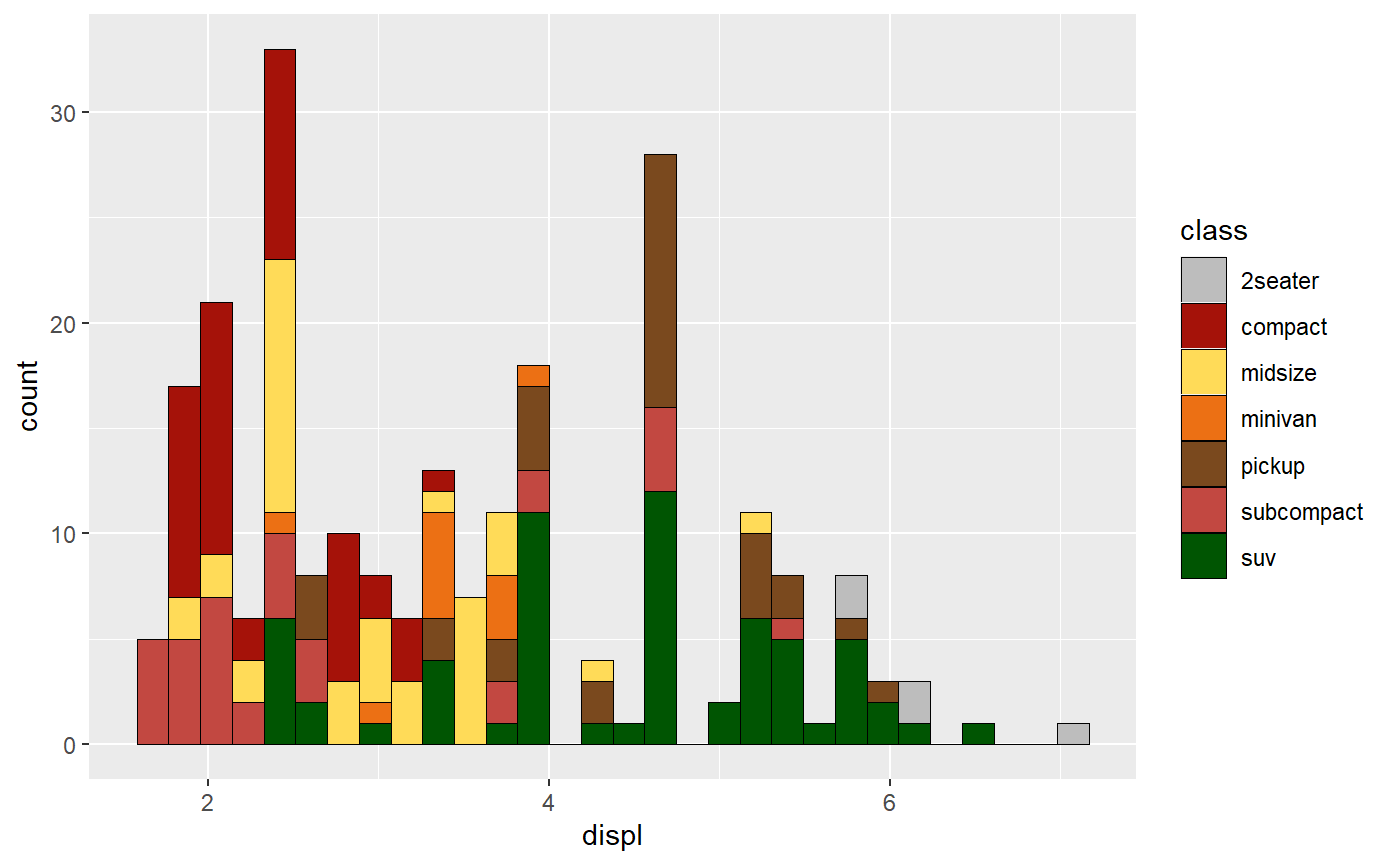 30
20
10
0
count
2
4
6
displ
class
2seater
compact
midsize
minivan
pickup
subcompact
suv